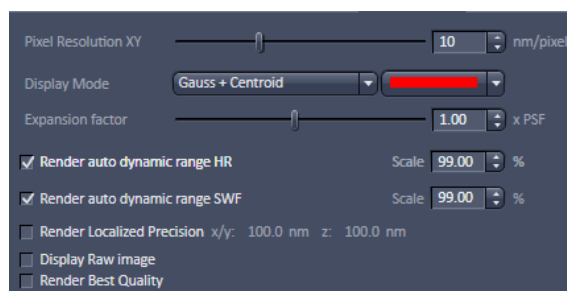 Pixel Resolution XY 10 nm/pixel
Display Mode Gauss + Centroid
Expansion factor 1.00 x PSF
Render auto dynamic range HR Scale 99.00 %
Render auto dynamic range SWF Scale 99.00 %
Render Localized Precision x/y: 100.0 nm z: 100.0 nm
Display Raw image
Render Best Quality